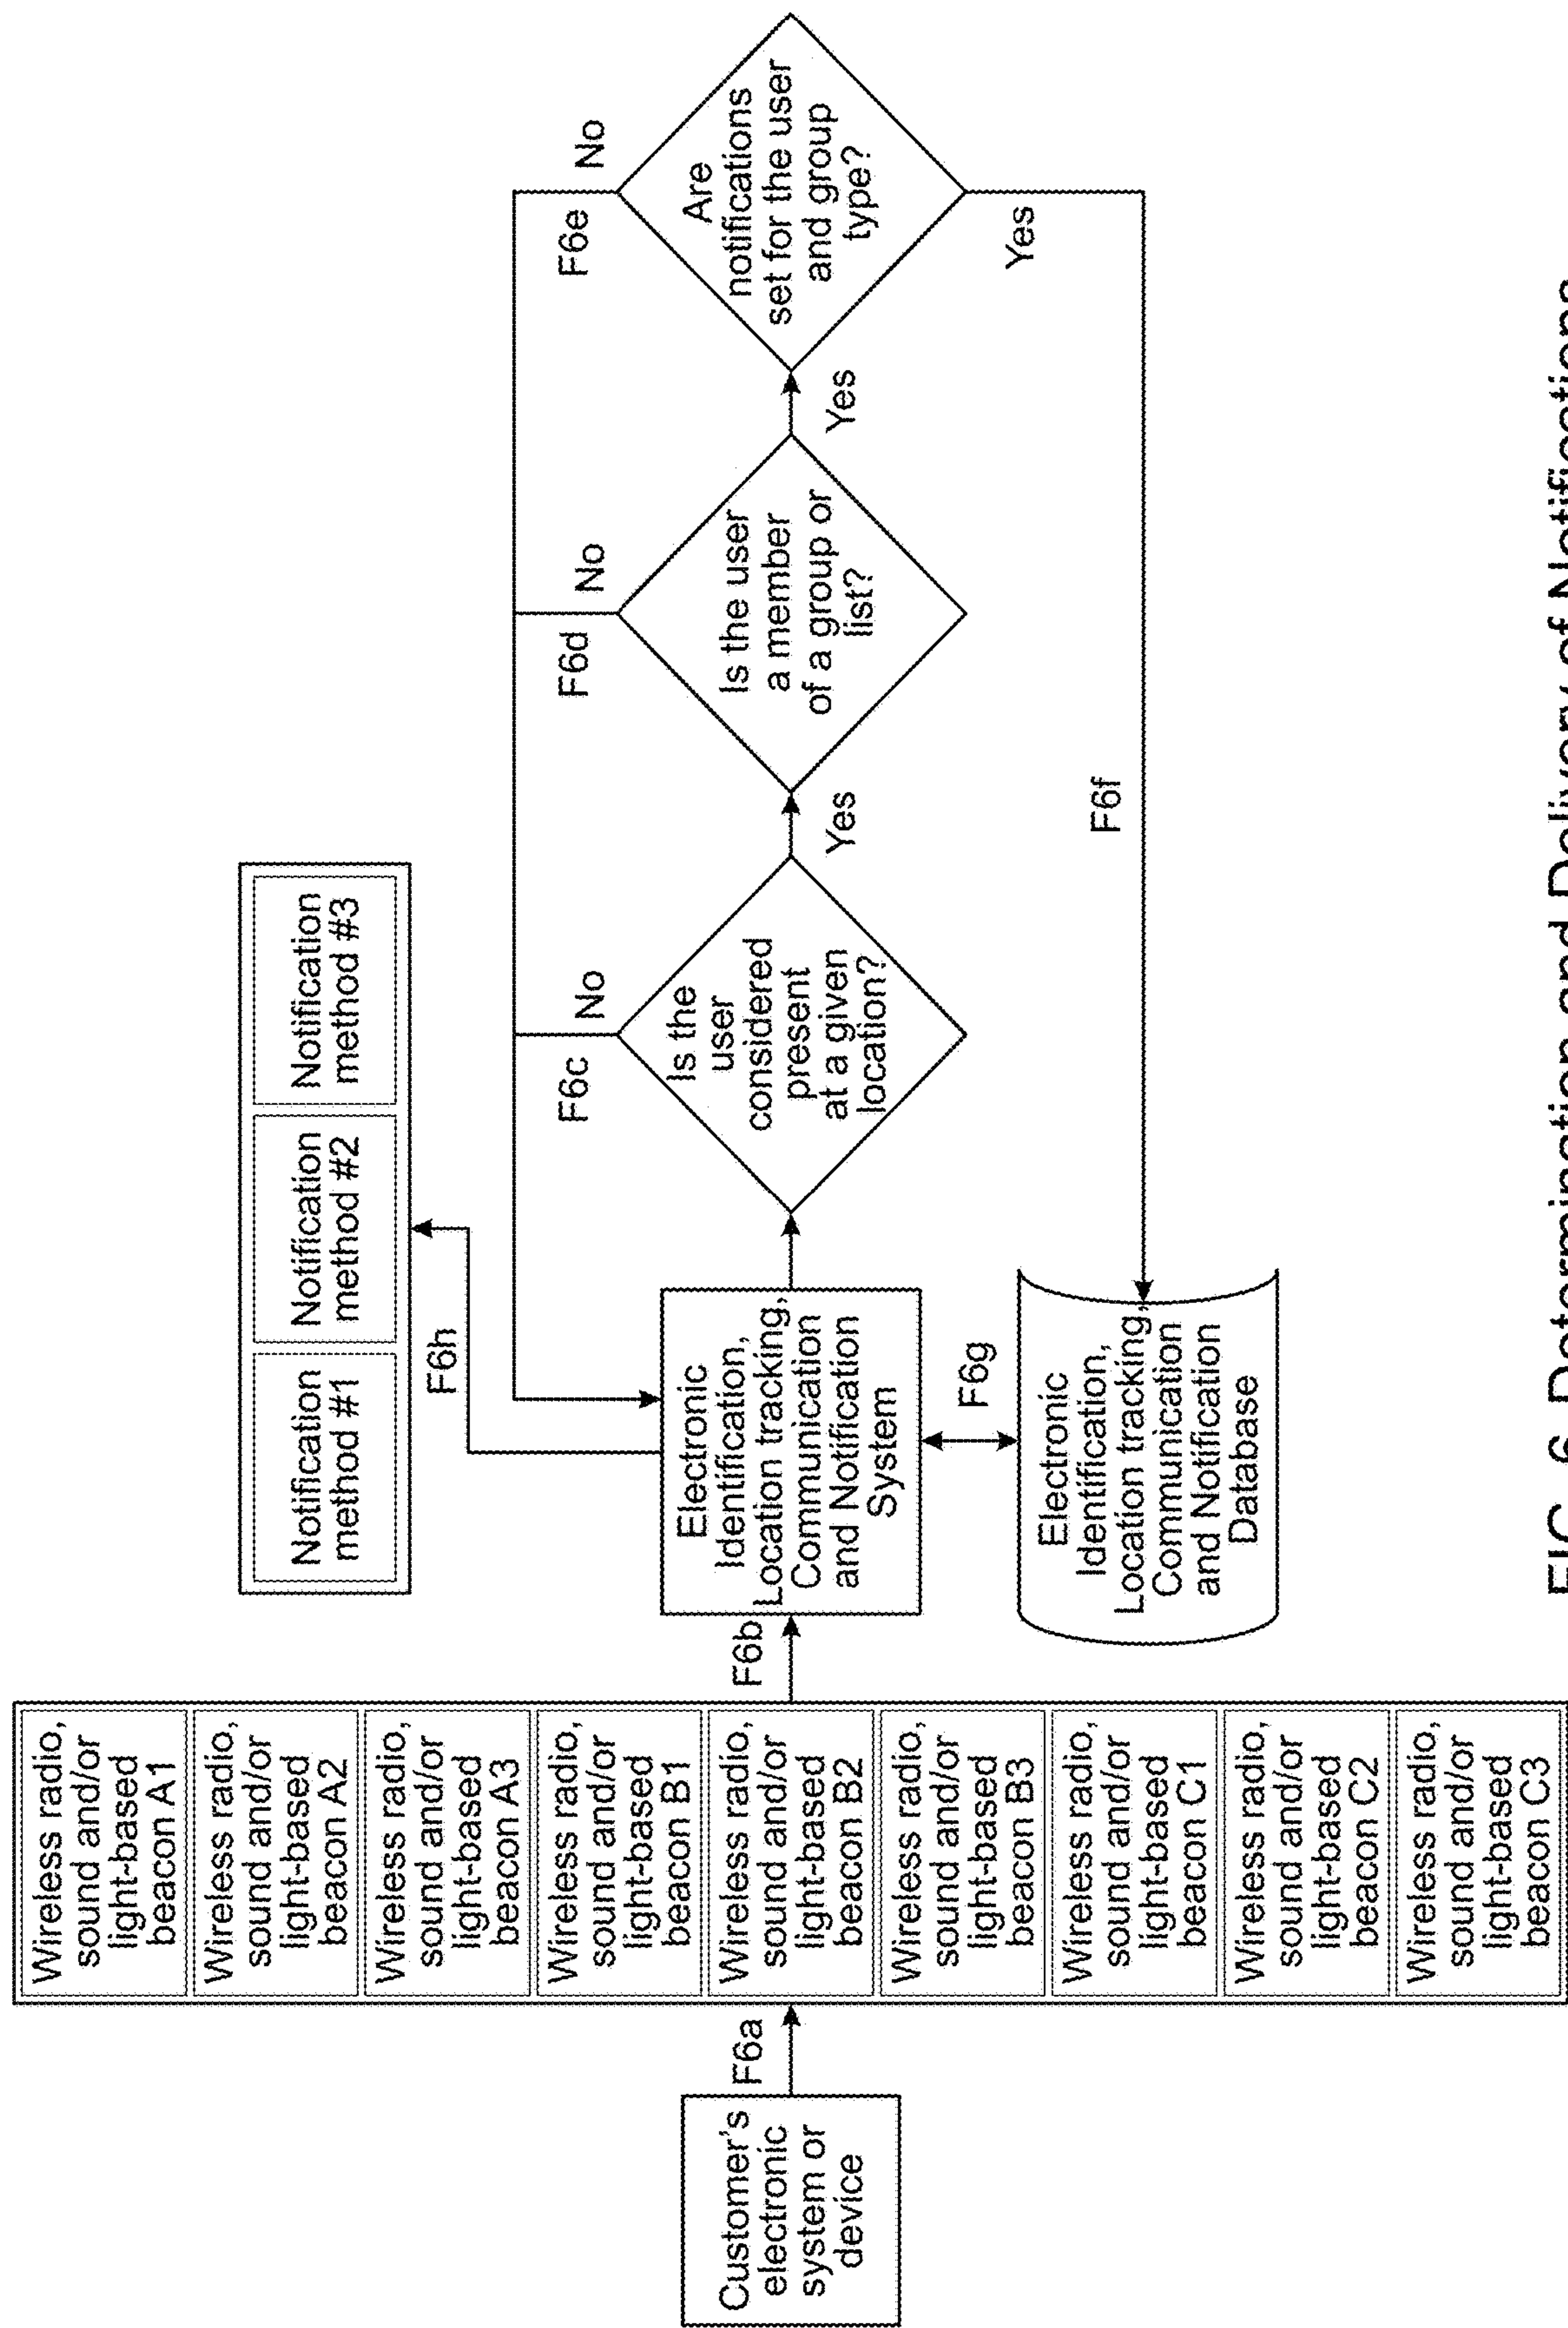 Customer's
electronic
system or
device
F6a
Wireless radio,
sound and/or
light-based
beacon A1
Wireless radio,
sound and/or
light-based
beacon A2
Wireless radio,
sound and/or
light-based
beacon A3
Wireless radio,
sound and/or
light-based
beacon B1
Wireless radio,
sound and/or
light-based
beacon B2
Wireless radio,
sound and/or
light-based
beacon B3
Wireless radio,
sound and/or
light-based
beacon C1
Wireless radio,
sound and/or
light-based
beacon C2
Wireless radio,
sound and/or
light-based
beacon C3
F6b
Notification
method #1
Notification
method #2
Notification
method #3
F6h
Electronic
Identification,
Location tracking,
Communication
and Notification
System
F6g
Electronic
Identification,
Location tracking,
Communication
and Notification
Database
F6c
No
Is the
user
considered
present
at a given
location?
Yes
F6d
No
Is the user
a member
of a group or
list?
Yes
F6e
No
Are
notifications
set for the user
and group
type?
Yes
F6f
FIG. 6 Determination and Delivery of Notifications